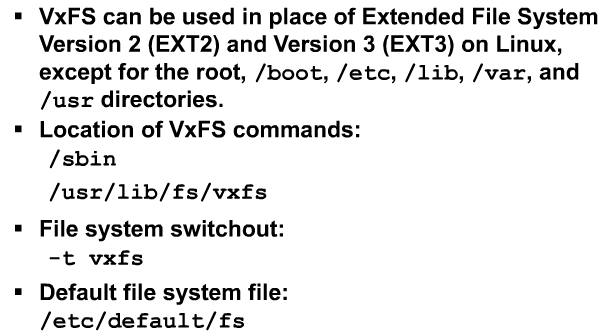 ▪ VxFS can be used in place of Extended File System
Version 2 (EXT2) and Version 3 (EXT3) on Linux,
except for the root, /boot, /etc, /lib, /var, and
/usr directories.
▪ Location of VxFS commands:
/sbin
/usr/lib/fs/vxfs
▪ File system switchout:
-t vxfs
▪ Default file system file:
/etc/default/fs